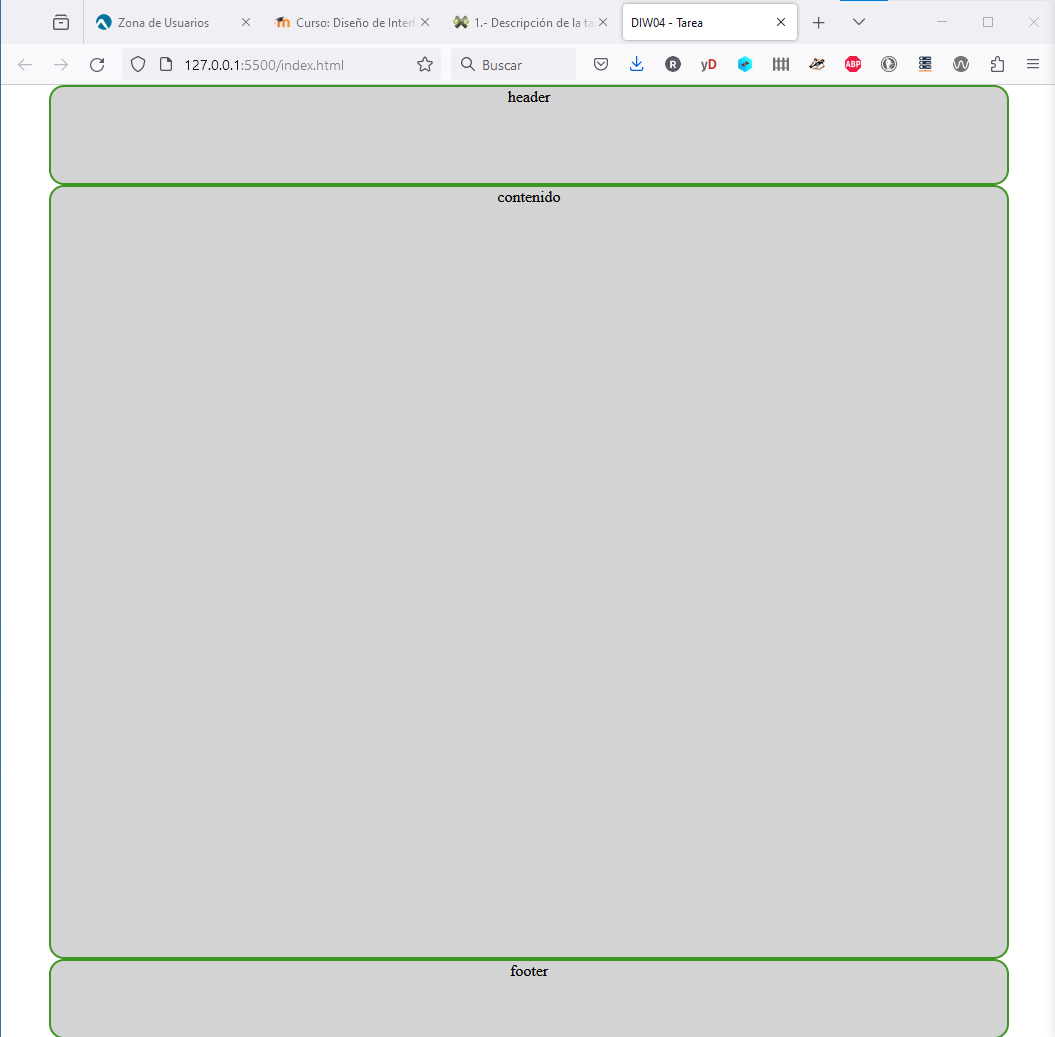 Zona de Usuarios
Curso: Diseño de Interf
1.- Descripción de la ta
DIW04 - Tarea
127.0.0.1:5500/index.html
Buscar
R
yD
ABP
header
contenido
footer